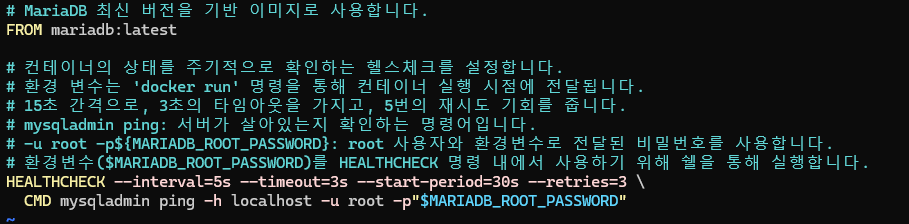 # MariaDB 최신 버전을 기반 이미지로 사용합니다.
FROM mariadb:latest
# 컨테이너의 상태를 주기적으로 확인하는 헬스체크를 설정합니다.
# 환경 변수는 'docker run' 명령을 통해 컨테이너 실행 시점에 전달됩니다.
# 15초 간격으로, 3초의 타임아웃을 가지고, 5번의 재시도 기회를 줍니다.
# mysqladmin ping: 서버가 살아있는지 확인하는 명령어입니다.
# -u root -p${MARIADB_ROOT_PASSWORD}: root 사용자와 환경변수로 전달된 비밀번호를 사용합니다.
# 환경변수($MARIADB_ROOT_PASSWORD)를 HEALTHCHECK 명령 내에서 사용하기 위해 쉘을 통해 실행합니다.
HEALTHCHECK --interval=5s --timeout=3s --start-period=30s --retries=3 \
  CMD mysqladmin ping -h localhost -u root -p"$MARIADB_ROOT_PASSWORD"
~